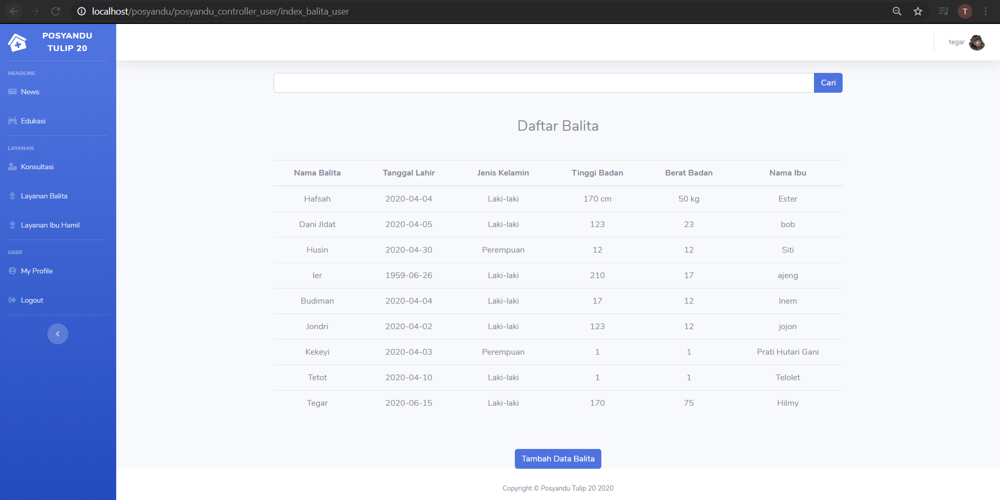 localhost/posyandu/posyandu_controller_user/index_balita_user
T
POSYANDU
TULIP 20
tegar
HEADLINE
News
Edukasi
LAYANAN
Konsultasi
Layanan Balita
Layanan Ibu Hamil
USER
My Profile
Logout
Cari
Daftar Balita
Nama Balita Tanggal Lahir Jenis Kelamin Tinggi Badan Berat Badan Nama Ibu
Hafsah 2020-04-04 Laki-laki 170 cm 50 kg Ester
Dani JIdat 2020-04-05 Laki-laki 123 23 bob
Husin 2020-04-30 Perempuan 12 12 Siti
Ier 1959-06-26 Laki-laki 210 17 ajeng
Budiman 2020-04-04 Laki-laki 17 12 Inem
Jondri 2020-04-02 Laki-laki 123 12 jojon
Kekeyi 2020-04-03 Perempuan 1 1 Prati Hutari Gani
Tetot 2020-04-10 Laki-laki 1 1 Telolet
Tegar 2020-06-15 Laki-laki 170 75 Hilmy
Tambah Data Balita
Copyright © Posyandu Tulip 20 2020